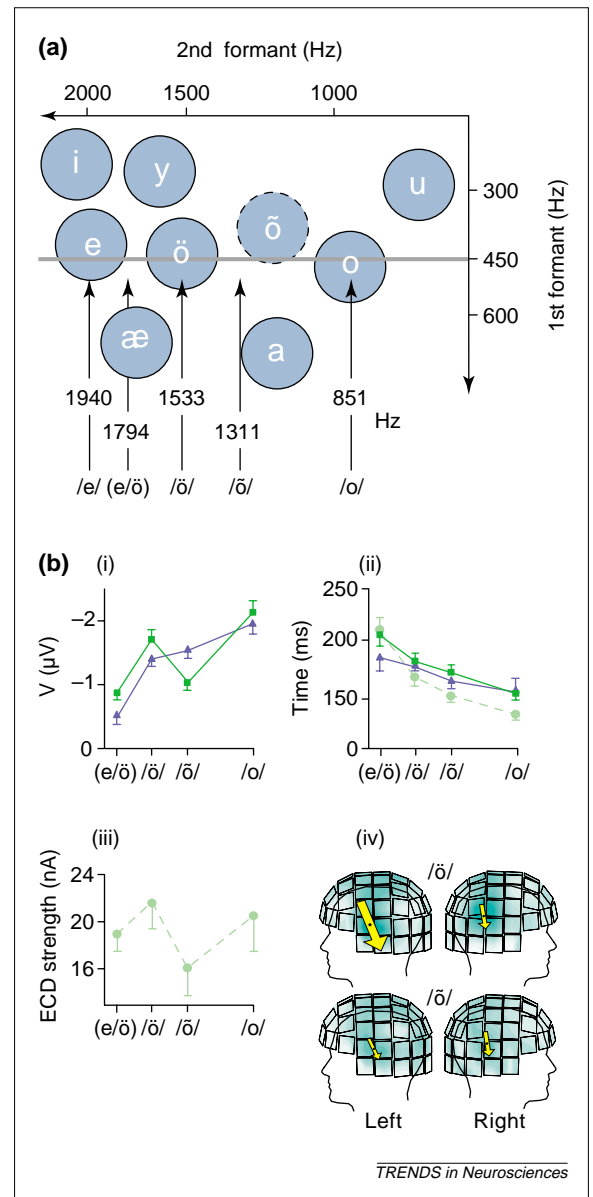 (a)
2nd formant (Hz)
2000 1500 1000
i y u
e ö õ o
æ a
300
450
600
1st formant (Hz)
1940 1533 851
1794 1311 Hz
/e/ (e/ö) /ö/ /õ/ /o/
(b) (i) (ii)
V (µV)
–2
–1
0
(e/ö) /ö/ /õ/ /o/
Time (ms)
250
200
150
0
(e/ö) /ö/ /õ/ /o/
(iii) (iv)
ECD strength (nA)
24
20
16
(e/ö) /ö/ /õ/ /o/
/ö/
/õ/
Left Right
TRENDS in Neurosciences